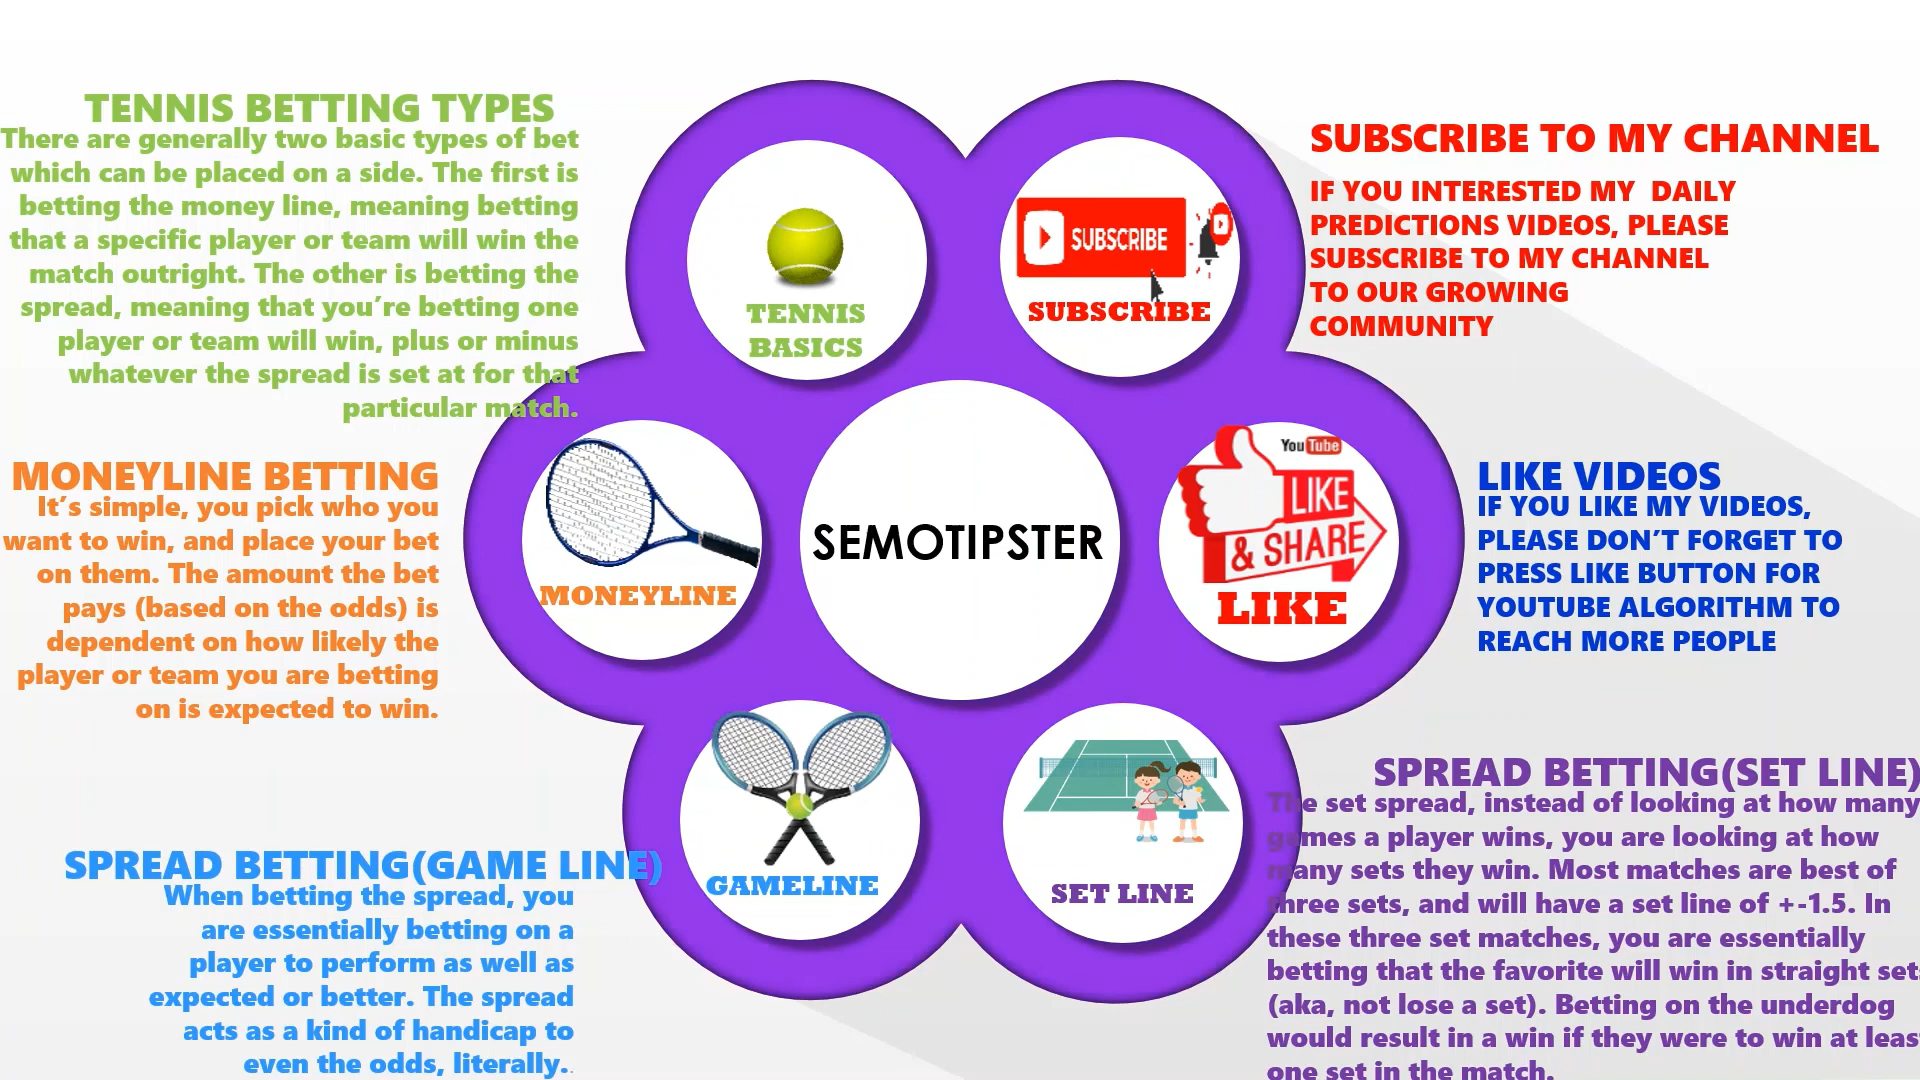 TENNIS BETTING TYPES
There are generally two basic types of bet
which can be placed on a side. The first is
betting the money line, meaning betting
that a specific player or team will win the
match outright. The other is betting the
spread, meaning that you’re betting one
player or team will win, plus or minus
whatever the spread is set at for that
particular match.
MONEYLINE BETTING
It’s simple, you pick who you
want to win, and place your bet
on them. The amount the bet
pays (based on the odds) is
dependent on how likely the
player or team you are betting
on is expected to win.
SPREAD BETTING(GAME LINE)
When betting the spread, you
are essentially betting on a
player to perform as well as
expected or better. The spread
acts as a kind of handicap to
even the odds, literally..
TENNIS
BASICS
SUBSCRIBE
SUBSCRIBE
MONEYLINE
SEMOTIPSTER
YouTube
LIKE
& SHARE
LIKE
GAMELINE
SET LINE
SUBSCRIBE TO MY CHANNEL
IF YOU INTERESTED MY DAILY
PREDICTIONS VIDEOS, PLEASE
SUBSCRIBE TO MY CHANNEL
TO OUR GROWING
COMMUNITY
LIKE VIDEOS
IF YOU LIKE MY VIDEOS,
PLEASE DON’T FORGET TO
PRESS LIKE BUTTON FOR
YOUTUBE ALGORITHM TO
REACH MORE PEOPLE
SPREAD BETTING(SET LINE)
The set spread, instead of looking at how many
games a player wins, you are looking at how
many sets they win. Most matches are best of
three sets, and will have a set line of +-1.5. In
these three set matches, you are essentially
betting that the favorite will win in straight sets
(aka, not lose a set). Betting on the underdog
would result in a win if they were to win at least
one set in the match.